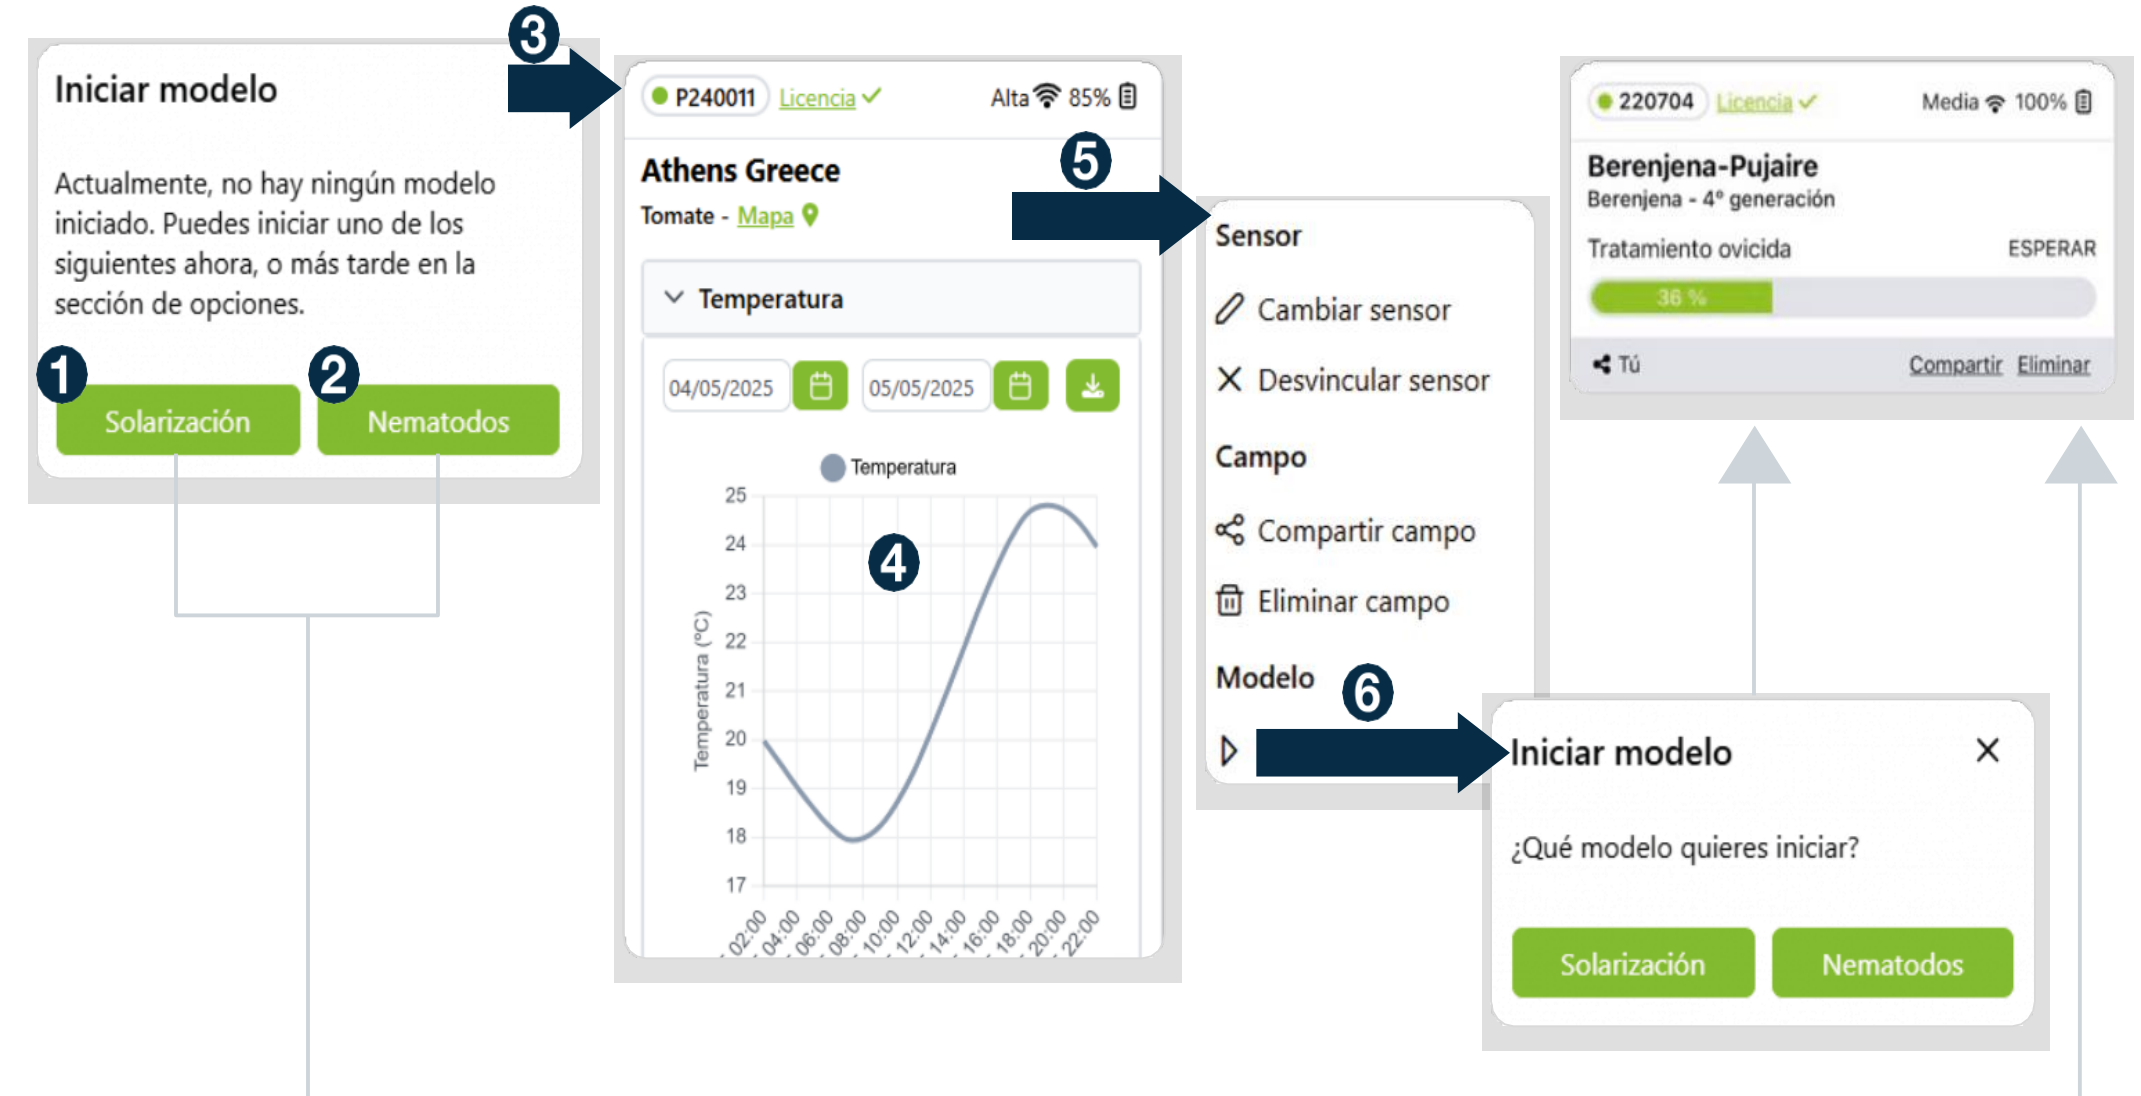 3
Iniciar modelo
Actualmente, no hay ningún modelo
iniciado. Puedes iniciar uno de los
siguientes ahora, o más tarde en la
sección de opciones.
1
2
Solarización
Nematodos
P240011 Licencia Alta 85%
Athens Greece
Tomate - Mapa
Temperatura
04/05/2025 05/05/2025
Temperatura
25
24
23
22
21
20
19
18
17
Temperatura (°C)
- 02:00
- 04:00
- 06:00
- 08:00
- 10:00
- 12:00
- 14:00
- 16:00
- 18:00
- 20:00
- 22:00
4
5
Sensor
Cambiar sensor
Desvincular sensor
Campo
Compartir campo
Eliminar campo
Modelo
6
Iniciar modelo
¿Qué modelo quieres iniciar?
Solarización
Nematodos
220704 Licencia Media 100%
Berenjena-Pujaire
Berenjena - 4º generación
Tratamiento ovicida ESPERAR
36 %
Tú Compartir Eliminar